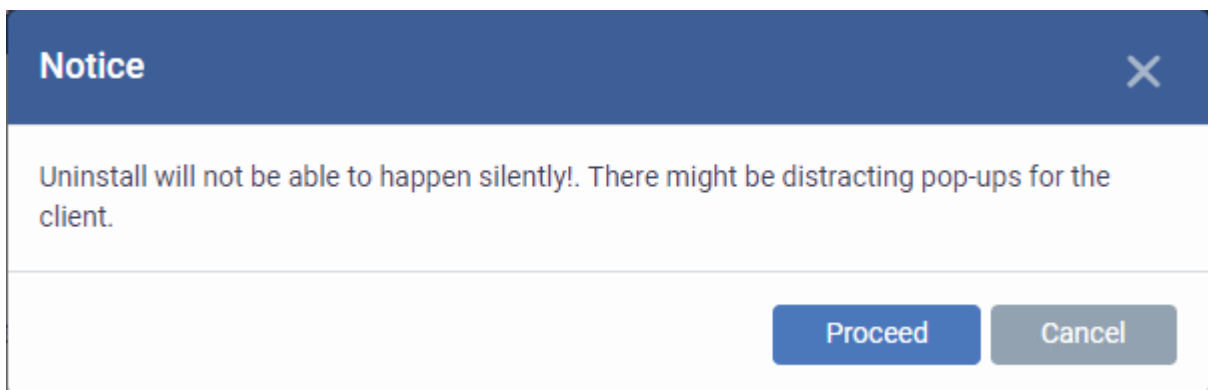 Notice
Uninstall will not be able to happen silently!. There might be distracting pop-ups for the
client.
Proceed
Cancel